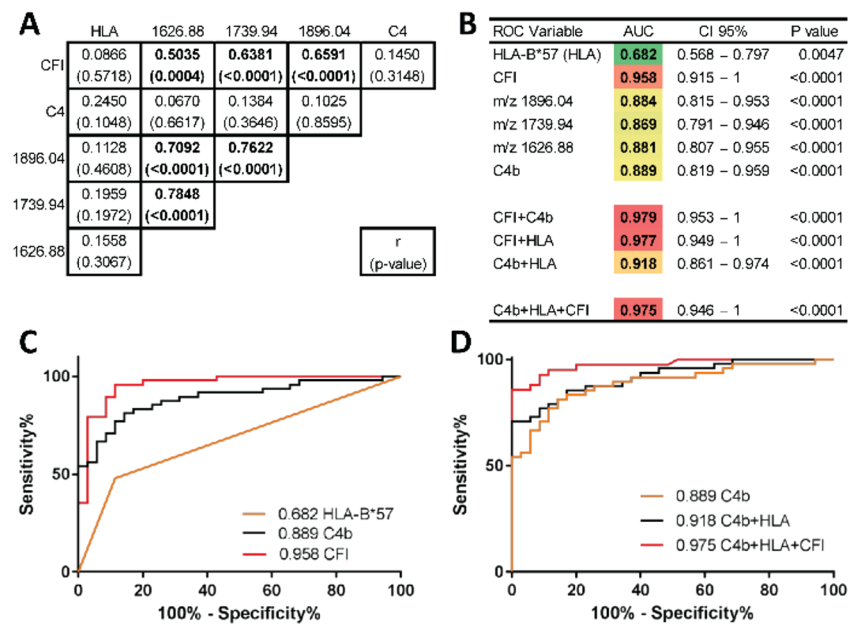 A
HLA 1626.88 1739.94 1896.04 C4
CFI 0.0866 0.5035 0.6381 0.6591 0.1450
(0.5718) (0.0004) (<0.0001) (<0.0001) (0.3148)
C4 0.2450 0.0670 0.1384 0.1025
(0.1048) (0.6617) (0.3646) (0.8595)
1896.04 0.1128 0.7092 0.7622
(0.4608) (<0.0001) (<0.0001)
1739.94 0.1959 0.7848
(0.1972) (<0.0001)
1626.88 0.1558 r
(0.3067) (p-value)
B
ROC Variable AUC CI 95% P value
HLA-B*57 (HLA) 0.682 0.568 – 0.797 0.0047
CFI 0.958 0.915 – 1 <0.0001
m/z 1896.04 0.884 0.815 – 0.953 <0.0001
m/z 1739.94 0.869 0.791 – 0.946 <0.0001
m/z 1626.88 0.881 0.807 – 0.955 <0.0001
C4b 0.889 0.819 – 0.959 <0.0001
CFI+C4b 0.979 0.953 – 1 <0.0001
CFI+HLA 0.977 0.949 – 1 <0.0001
C4b+HLA 0.918 0.861 – 0.974 <0.0001
C4b+HLA+CFI 0.975 0.946 – 1 <0.0001
C
Sensitivity%
100
50
0
0.682 HLA-B*57
0.889 C4b
0.958 CFI
0 20 40 60 80 100
100% - Specificity%
D
Sensitivity%
100
50
0
0.889 C4b
0.918 C4b+HLA
0.975 C4b+HLA+CFI
0 20 40 60 80 100
100% - Specificity%